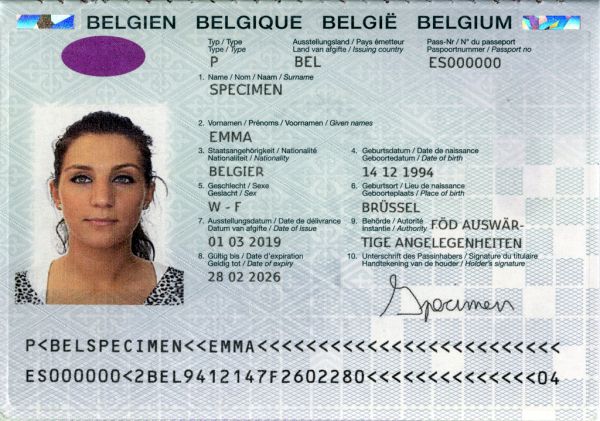 BELGIEN BELGIQUE BELGIË BELGIUM
Typ / Type
Type / Type
P
Ausstellungsland / Pays émetteur
Land van afgifte / Issuing country
BEL
Pass-Nr / N° du passeport
Paspoortnummer / Passport no
ES000000
1. Name / Nom / Naam / Surname
SPECIMEN
2. Vornamen / Prénoms / Voornamen / Given names
EMMA
3. Staatsangehörigkeit / Nationalité
Nationaliteit / Nationality
BELGIER
4. Geburtsdatum / Date de naissance
Geboortedatum / Date of birth
14 12 1994
5. Geschlecht / Sexe
Geslacht / Sex
W - F
6. Geburtsort / Lieu de naissance
Geboorteplaats / Place of birth
BRÜSSEL
7. Ausstellungsdatum / Date de délivrance
Datum van afgifte / Date of issue
01 03 2019
9. Behörde / Autorité
instantie / Authority
FÖD AUSWÄR-
TIGE ANGELEGENHEITEN
8. Gültig bis / Date d'expiration
Geldig tot / Date of expiry
28 02 2026
10. Unterschrift des Passinhabers / Signature du titulaire
Handtekening van de houder / Holder's signature
Specimen
P<BELSPECIMEN<<EMMA<<<<<<<<<<<<<<<<<<<<<<<<<
ES000000<2BEL9412147F2602280<<<<<<<<<<<<<<04